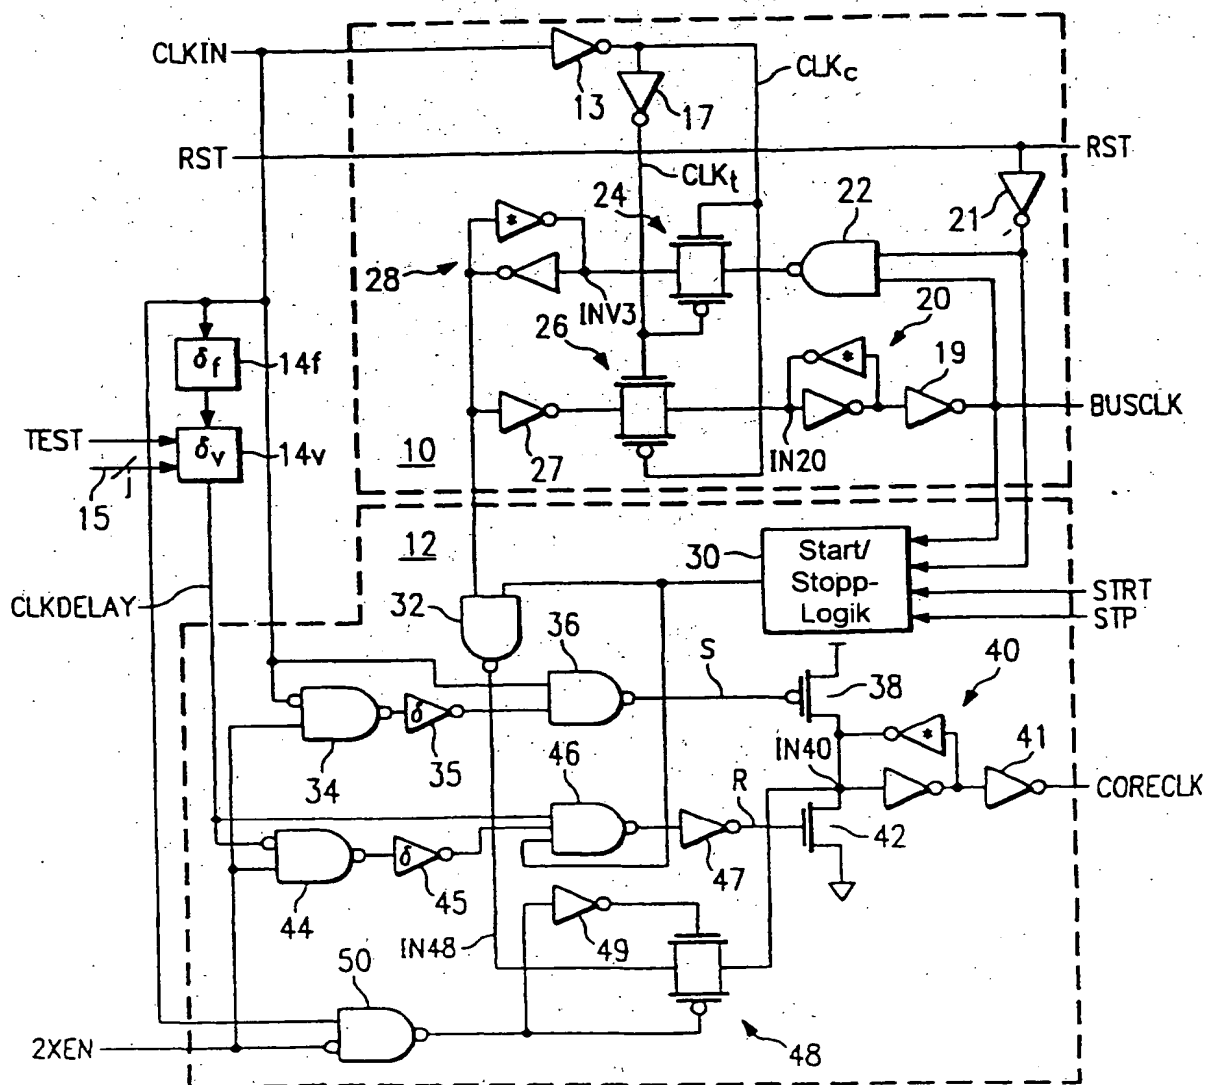 CLKIN
13
17
CLKc
RST
RST
CLKt
24
22
21
28
INV3
26
20
19
δf
14f
TEST
δv
14v
15
j
10
27
IN20
BUSCLK
12
30
Start/
Stopp-
Logik
STRT
STP
CLKDELAY
32
36
S
38
40
δ
34
35
46
IN40
41
CORECLK
R
42
δ
44
45
47
IN48
49
50
2XEN
48